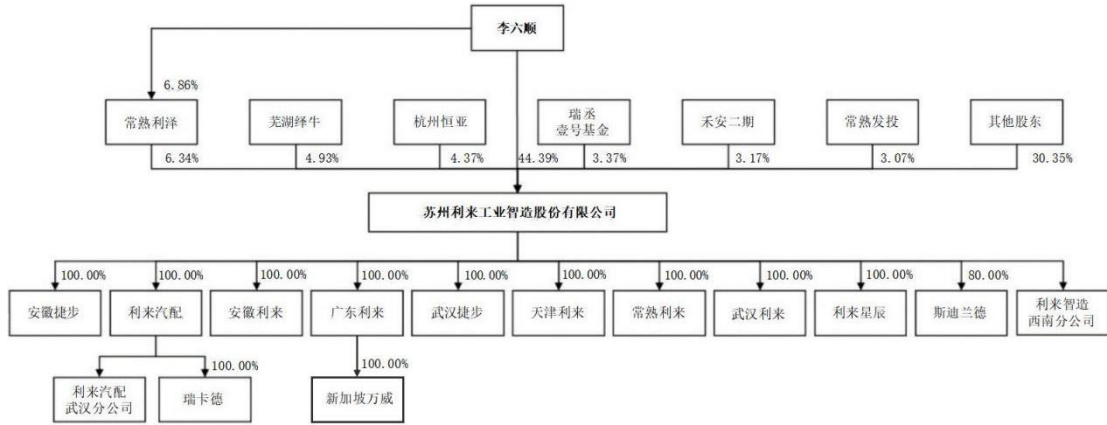 李六顺
6.86%
常熟利泽
芜湖绎牛
杭州恒亚
瑞丞
壹号基金
禾安二期
常熟发投
其他股东
6.34%
4.93%
4.37%
44.39%
3.37%
3.17%
3.07%
30.35%
苏州利来工业智造股份有限公司
100.00%
100.00%
100.00%
100.00%
100.00%
100.00%
100.00%
100.00%
100.00%
80.00%
安徽捷步
利来汽配
安徽利来
广东利来
武汉捷步
天津利来
常熟利来
武汉利来
利来星辰
斯迪兰德
利来智造
西南分公司
100.00%
100.00%
利来汽配
武汉分公司
瑞卡德
新加坡万威